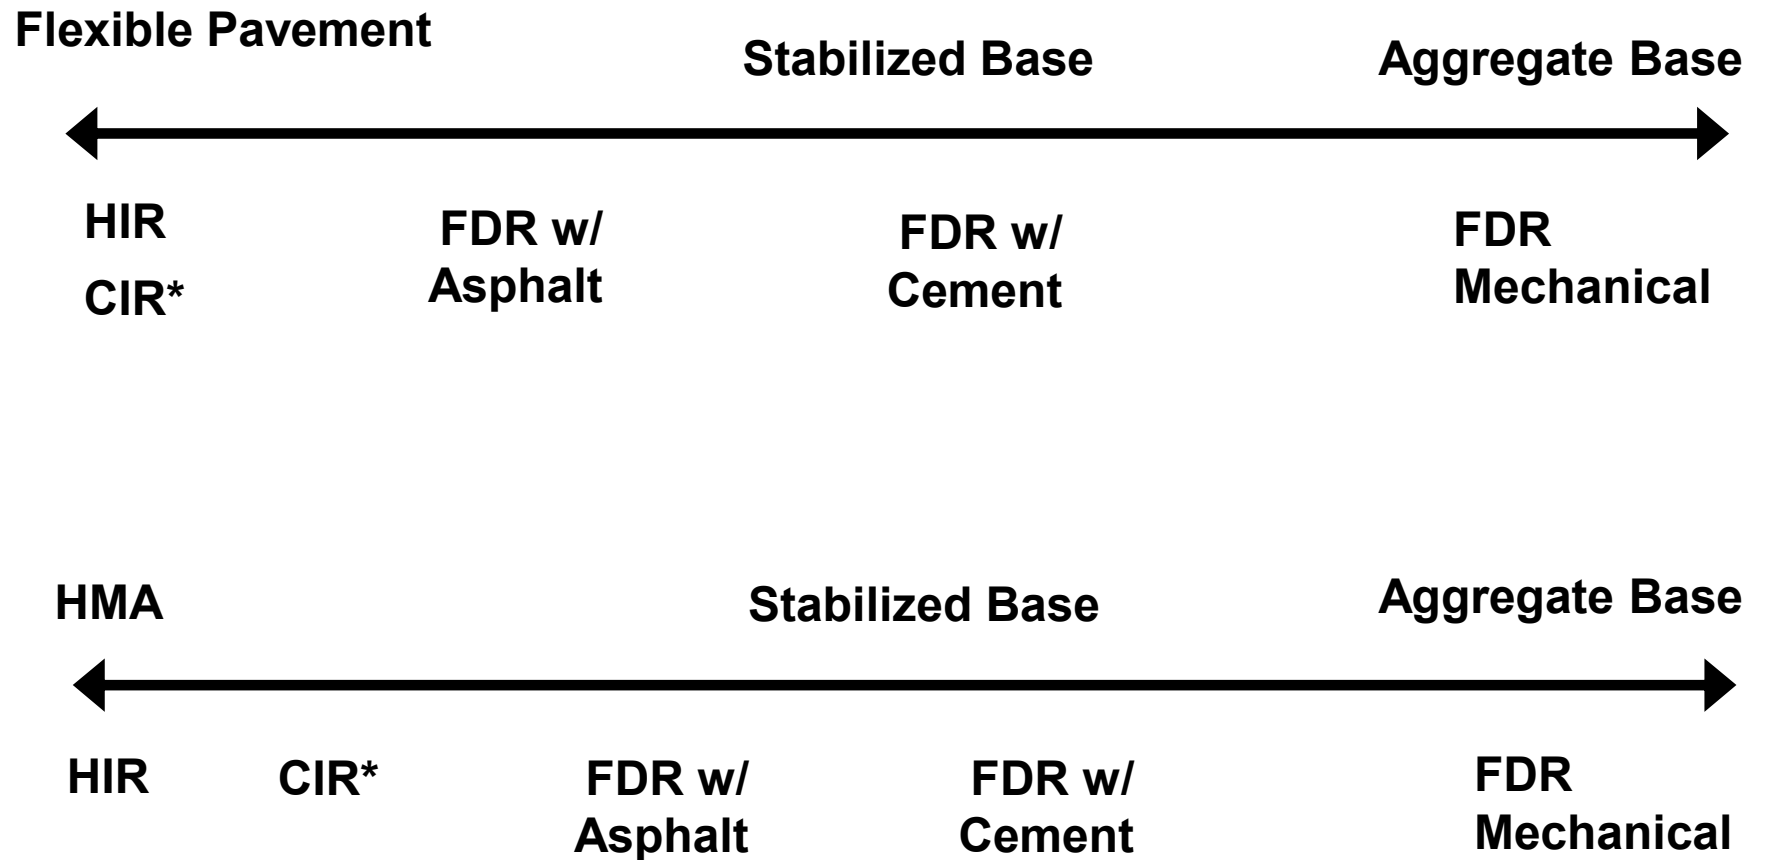 Flexible Pavement
Stabilized Base
Aggregate Base
HIR
CIR*
FDR w/
Asphalt
FDR w/
Cement
FDR
Mechanical
HMA
Stabilized Base
Aggregate Base
HIR
CIR*
FDR w/
Asphalt
FDR w/
Cement
FDR
Mechanical